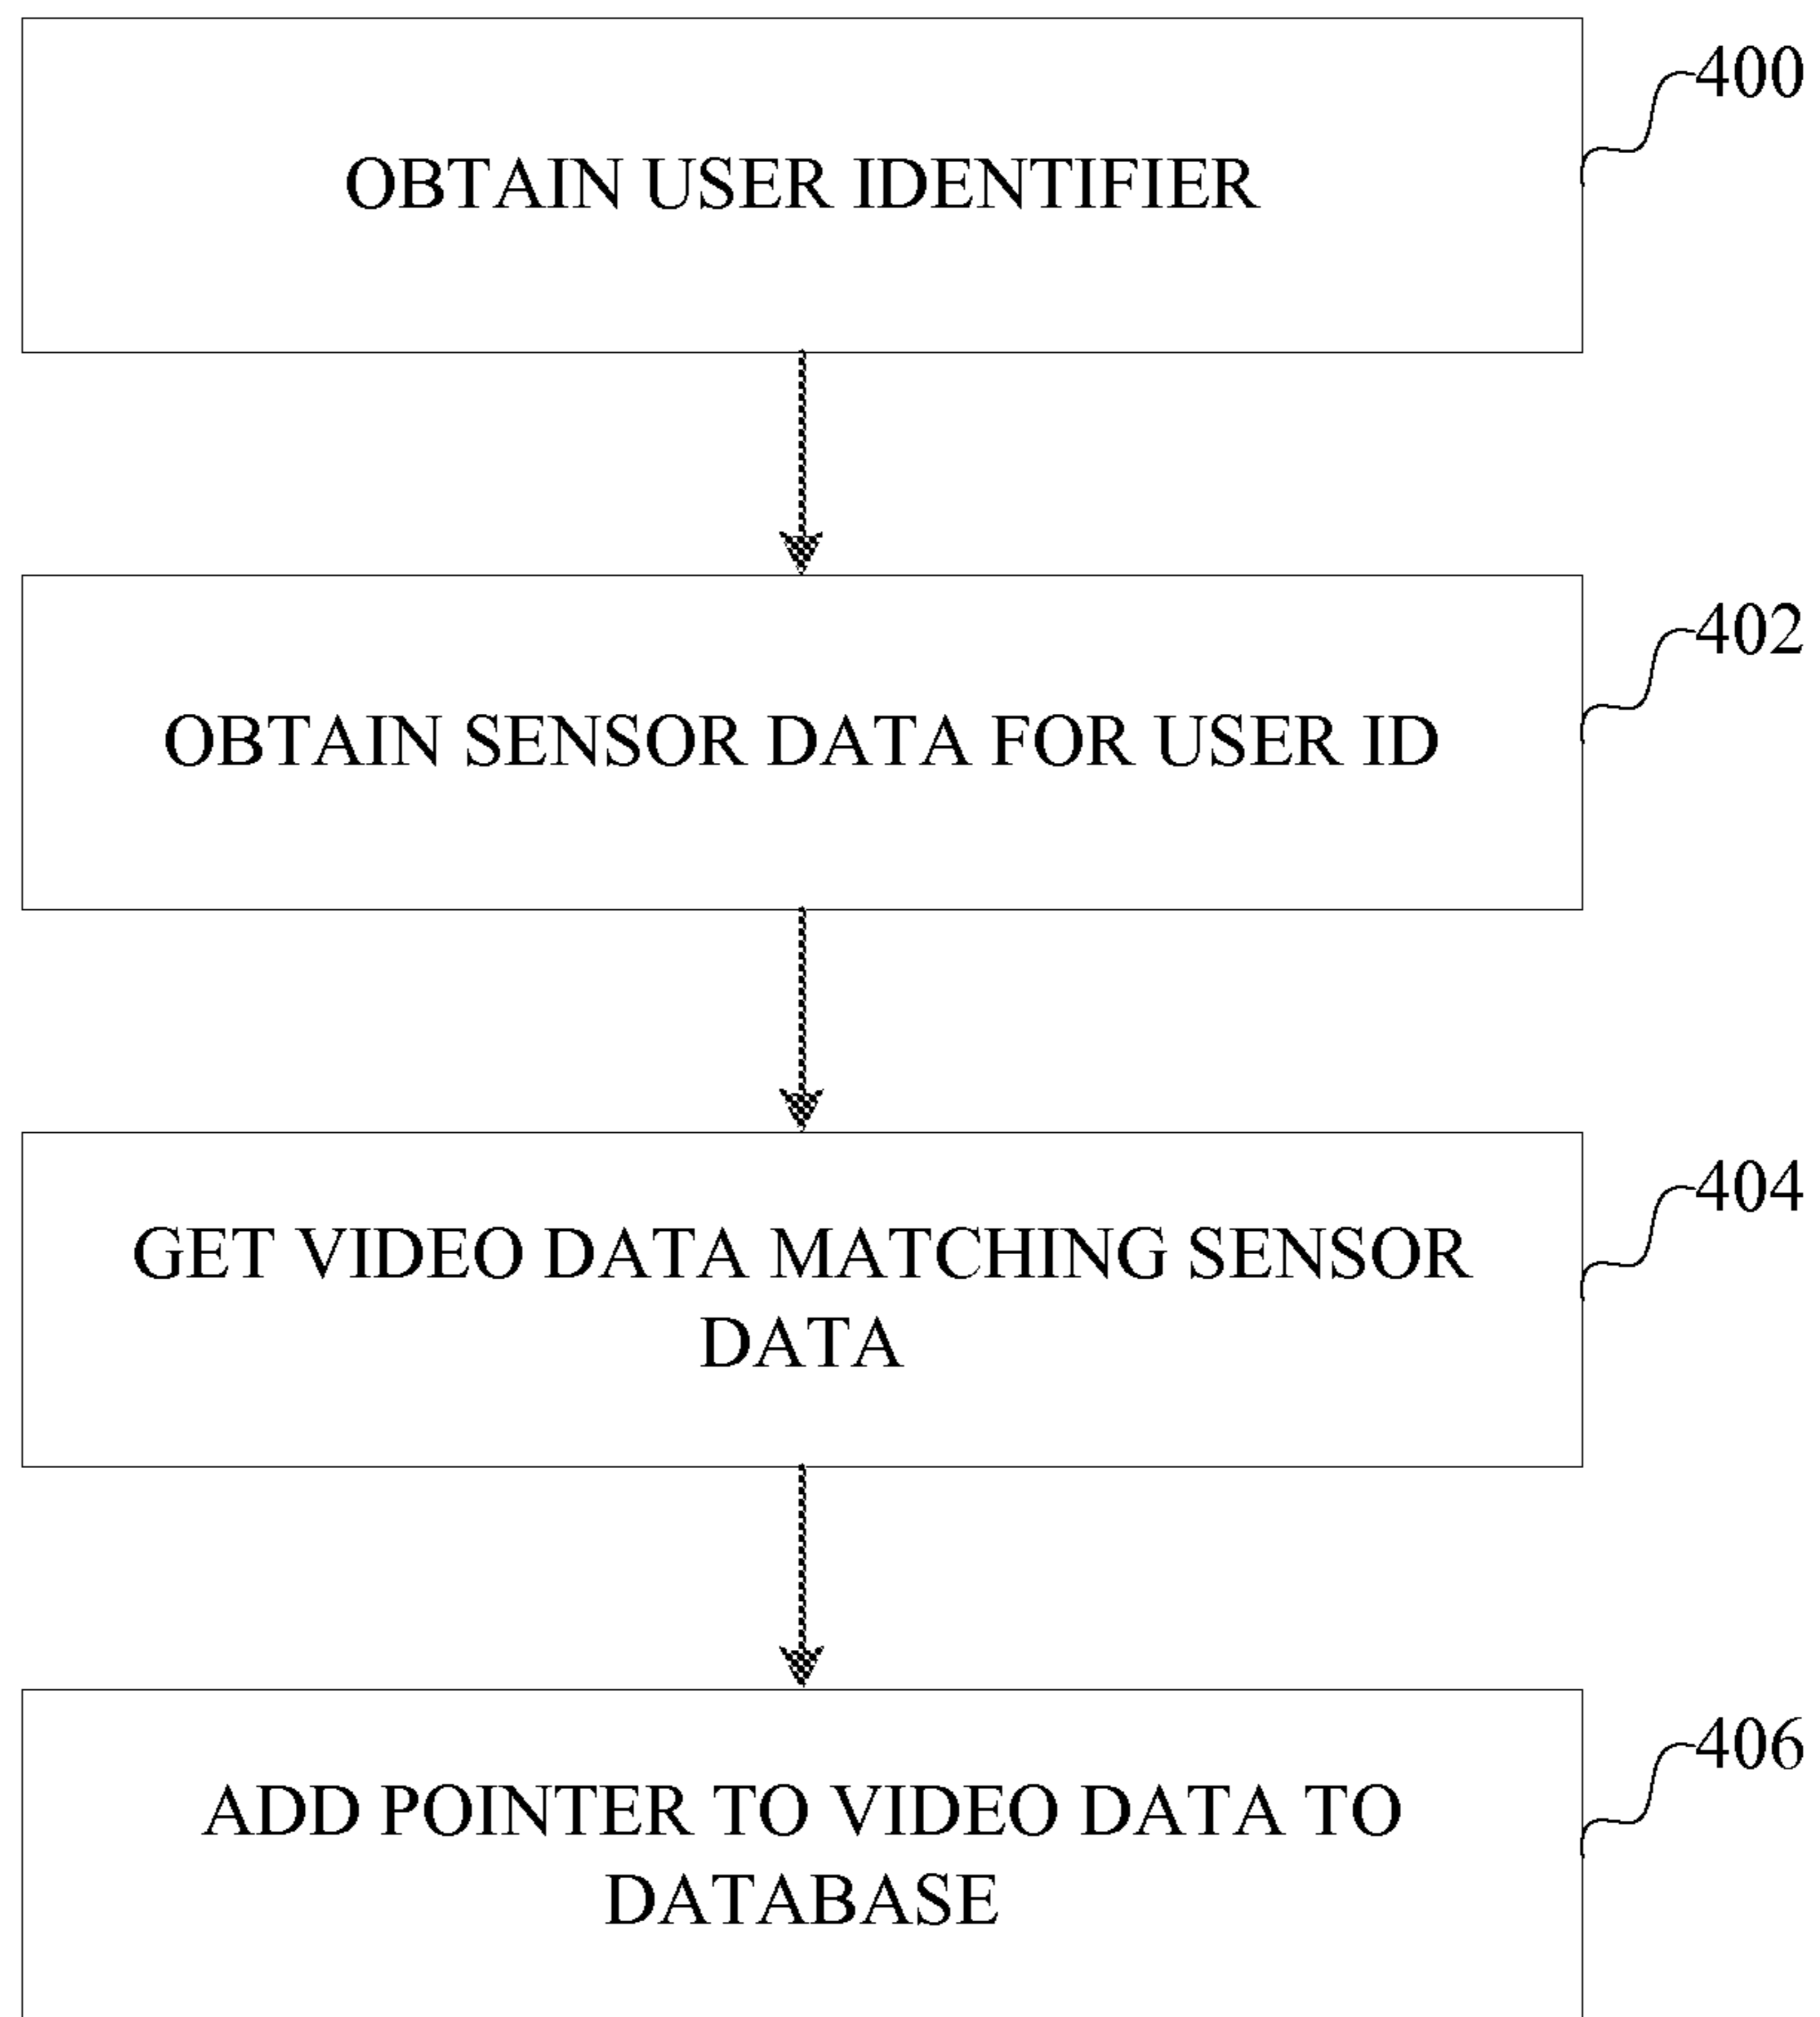 400
OBTAIN USER IDENTIFIER
402
OBTAIN SENSOR DATA FOR USER ID
404
GET VIDEO DATA MATCHING SENSOR
DATA
406
ADD POINTER TO VIDEO DATA TO
DATABASE